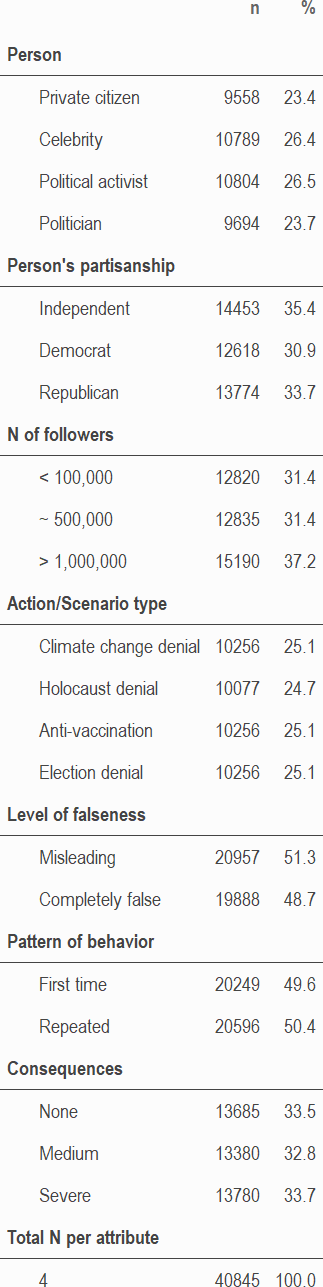 n %
Person
Private citizen 9558 23.4
Celebrity 10789 26.4
Political activist 10804 26.5
Politician 9694 23.7
Person's partisanship
Independent 14453 35.4
Democrat 12618 30.9
Republican 13774 33.7
N of followers
< 100,000 12820 31.4
~ 500,000 12835 31.4
> 1,000,000 15190 37.2
Action/Scenario type
Climate change denial 10256 25.1
Holocaust denial 10077 24.7
Anti-vaccination 10256 25.1
Election denial 10256 25.1
Level of falseness
Misleading 20957 51.3
Completely false 19888 48.7
Pattern of behavior
First time 20249 49.6
Repeated 20596 50.4
Consequences
None 13685 33.5
Medium 13380 32.8
Severe 13780 33.7
Total N per attribute
4 40845 100.0